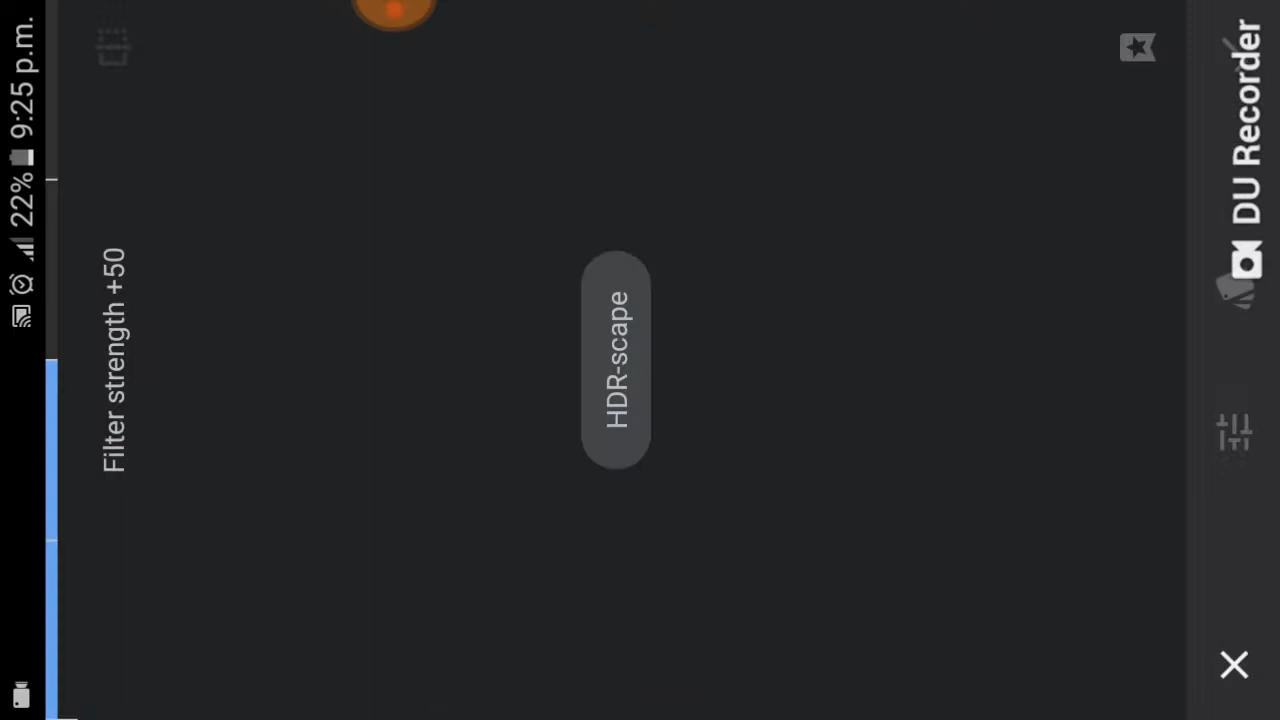 22% 9:25 p.m.
Filter strength +50
HDR-scape
DU Recorder